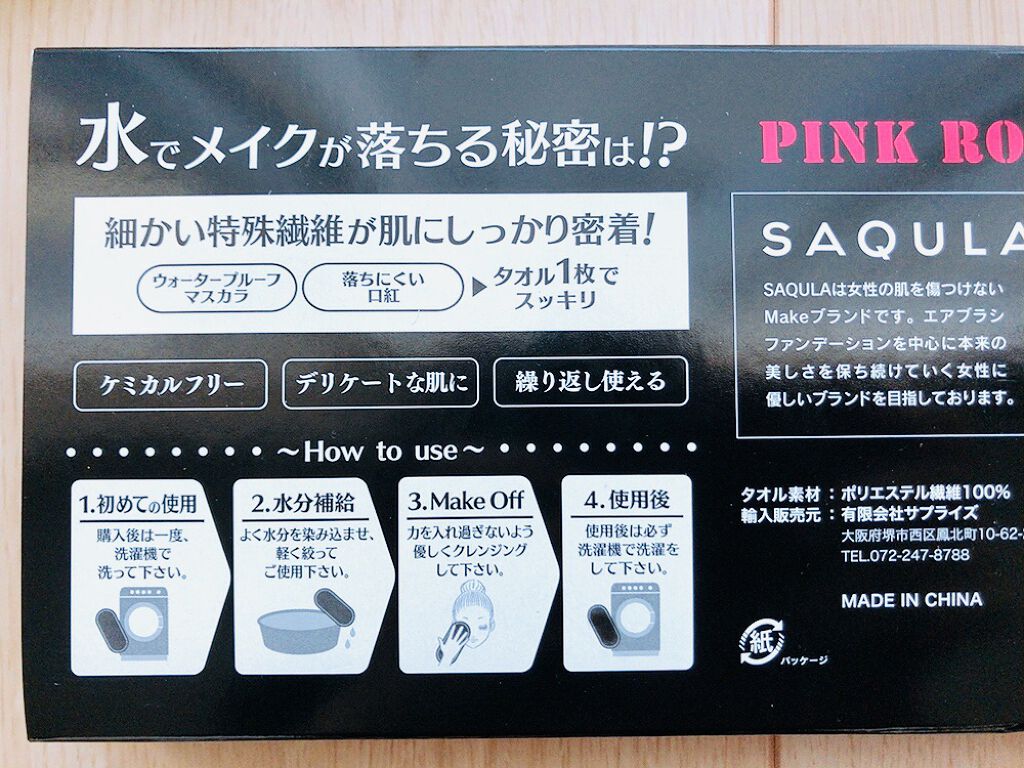 水でメイクが落ちる秘密は!?
細かい特殊繊維が肌にしっかり密着!
ウォータープルーフ
マスカラ
落ちにくい
口紅
▶タオル1枚で
スッキリ
ケミカルフリー
デリケートな肌に
繰り返し使える
~How to use~
1.初めての使用
購入後は一度、
洗濯機で
洗って下さい。
2.水分補給
よく水分を染み込ませ、
軽く絞って
ご使用下さい。
3.Make Off
力を入れ過ぎないよう
優しくクレンジング
して下さい。
4.使用後
使用後は必ず
洗濯機で洗濯を
して下さい。
PINK RO
SAQULA
SAQULAは女性の肌を傷つけない
Makeブランドです。エアブラシ
ファンデーションを中心に本来の
美しさを保ち続けていく女性に
優しいブランドを目指しております。
タオル素材:ポリエステル繊維100%
輸入販売元:有限会社サプライズ
大阪府堺市西区鳳北町10-62-
TEL.072-247-8788
MADE IN CHINA
紙
パッケージ